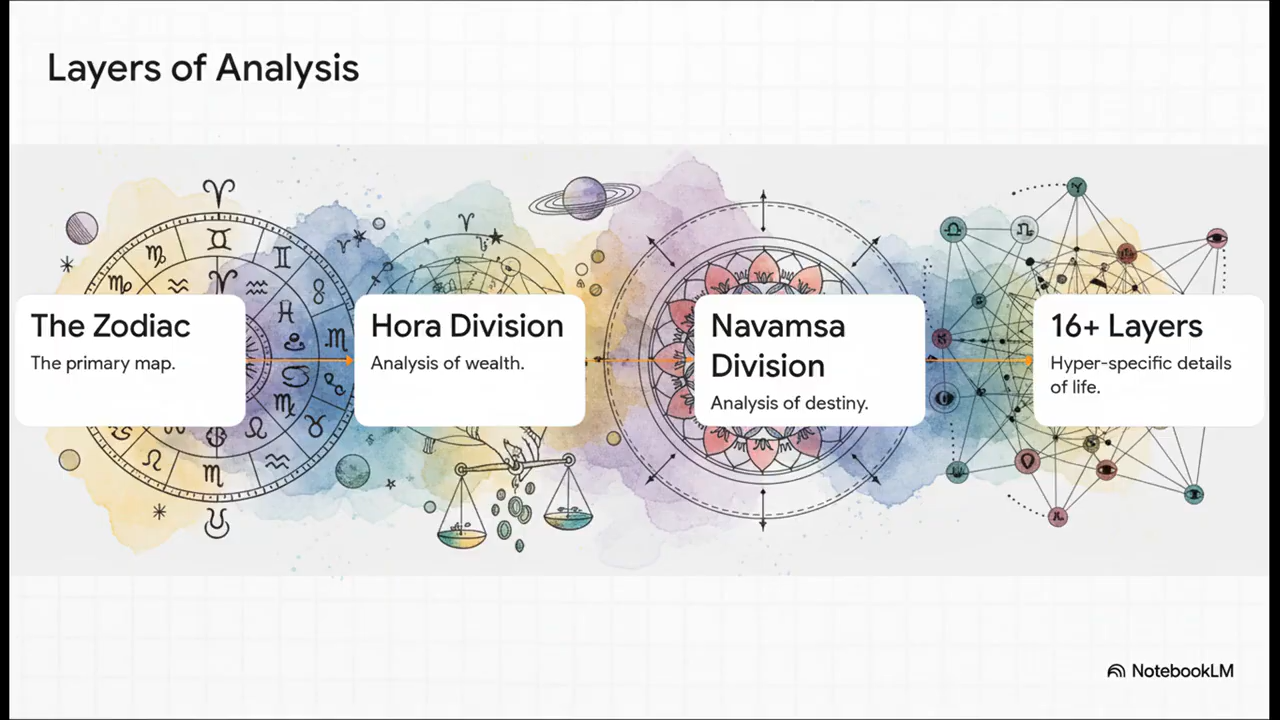 Layers of Analysis
The Zodiac
The primary map.
Hora Division
Analysis of wealth.
Navamsa
Division
Analysis of destiny.
16+ Layers
Hyper-specific details
of life.
NotebookLM